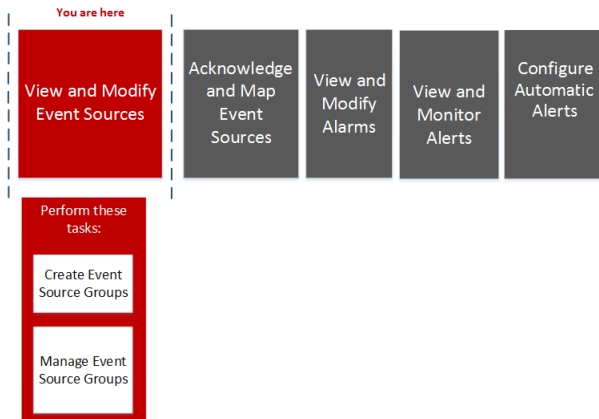 You are here
View and Modify
Event Sources
Acknowledge
and Map
Event
Sources
View and
Modify
Alarms
View and
Monitor
Alerts
Configure
Automatic
Alerts
Perform these
tasks:
Create Event
Source Groups
Manage Event
Source Groups